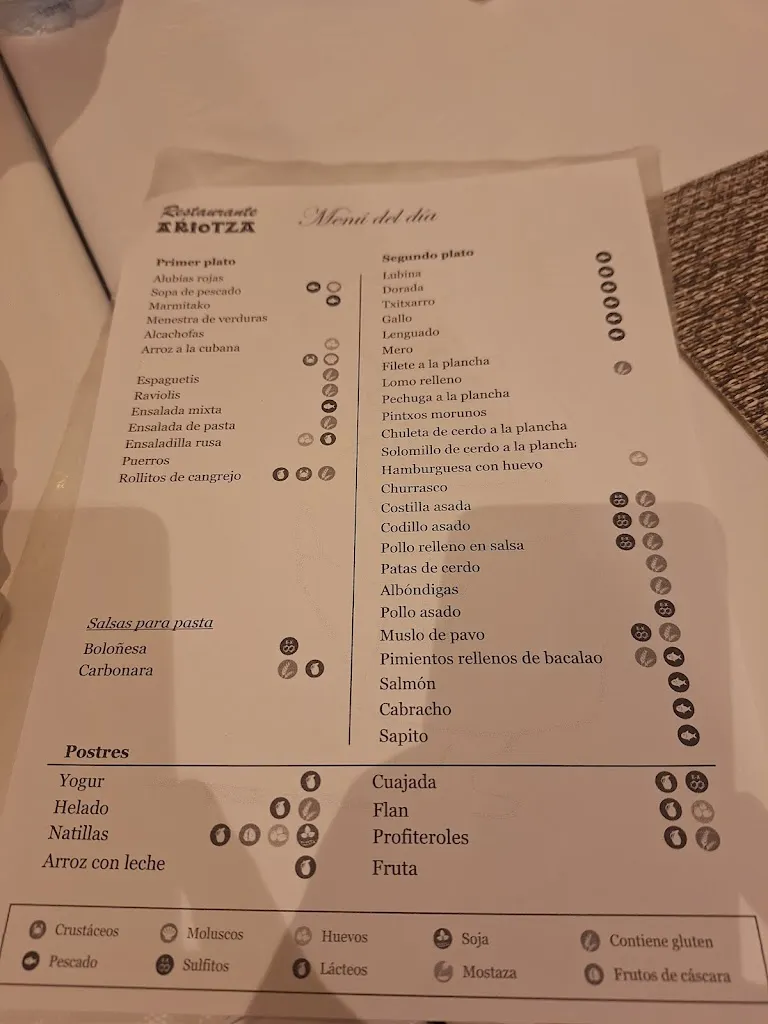 Restaurante
ARIOTZA
Menú del día
Primer plato
Alubias rojas
Sopa de pescado
Marmitako
Menestra de verduras
Alcachofas
Arroz a la cubana
Espaguetis
Raviolis
Ensalada mixta
Ensalada de pasta
Ensaladilla rusa
Puerros
Rollitos de cangrejo
Salsas para pasta
Boloñesa
Carbonara
Segundo plato
Lubina
Dorada
Txitxarro
Gallo
Lenguado
Mero
Filete a la plancha
Lomo relleno
Pechuga a la plancha
Pintxos morunos
Chuleta de cerdo a la plancha
Solomillo de cerdo a la plancha
Hamburguesa con huevo
Churrasco
Costilla asada
Codillo asado
Pollo relleno en salsa
Patas de cerdo
Albóndigas
Pollo asado
Muslo de pavo
Pimientos rellenos de bacalao
Salmón
Cabracho
Sapito
Postres
Yogur
Helado
Natillas
Arroz con leche
Cuajada
Flan
Profiteroles
Fruta
Crustáceos
Moluscos
Huevos
Soja
Contiene gluten
Pescado
Sulfitos
Lácteos
Mostaza
Frutos de cáscara